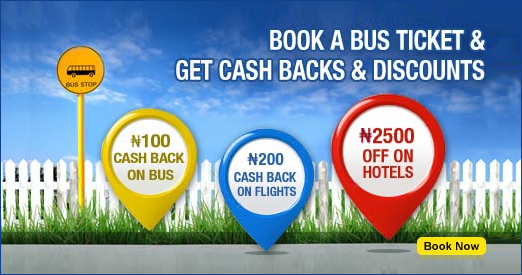 BOOK A BUS TICKET &
GET CASH BACKS & DISCOUNTS
BUS STOP
₦100
CASH BACK
ON BUS
₦200
CASH BACK
ON FLIGHTS
₦2500
OFF ON
HOTELS
Book Now